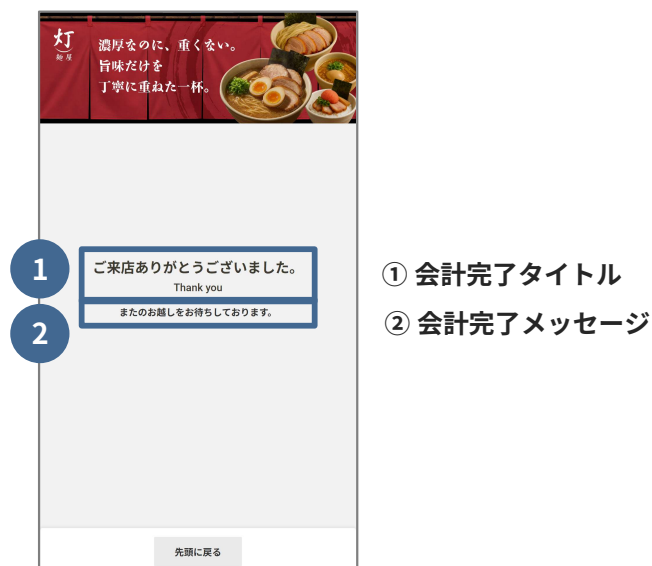 灯
麺屋
濃厚なのに、重くない。
旨味だけを
丁寧に重ねた一杯。
1
ご来店ありがとうございました。
Thank you
① 会計完了タイトル
2
またのお越しをお待ちしております。
② 会計完了メッセージ
先頭に戻る